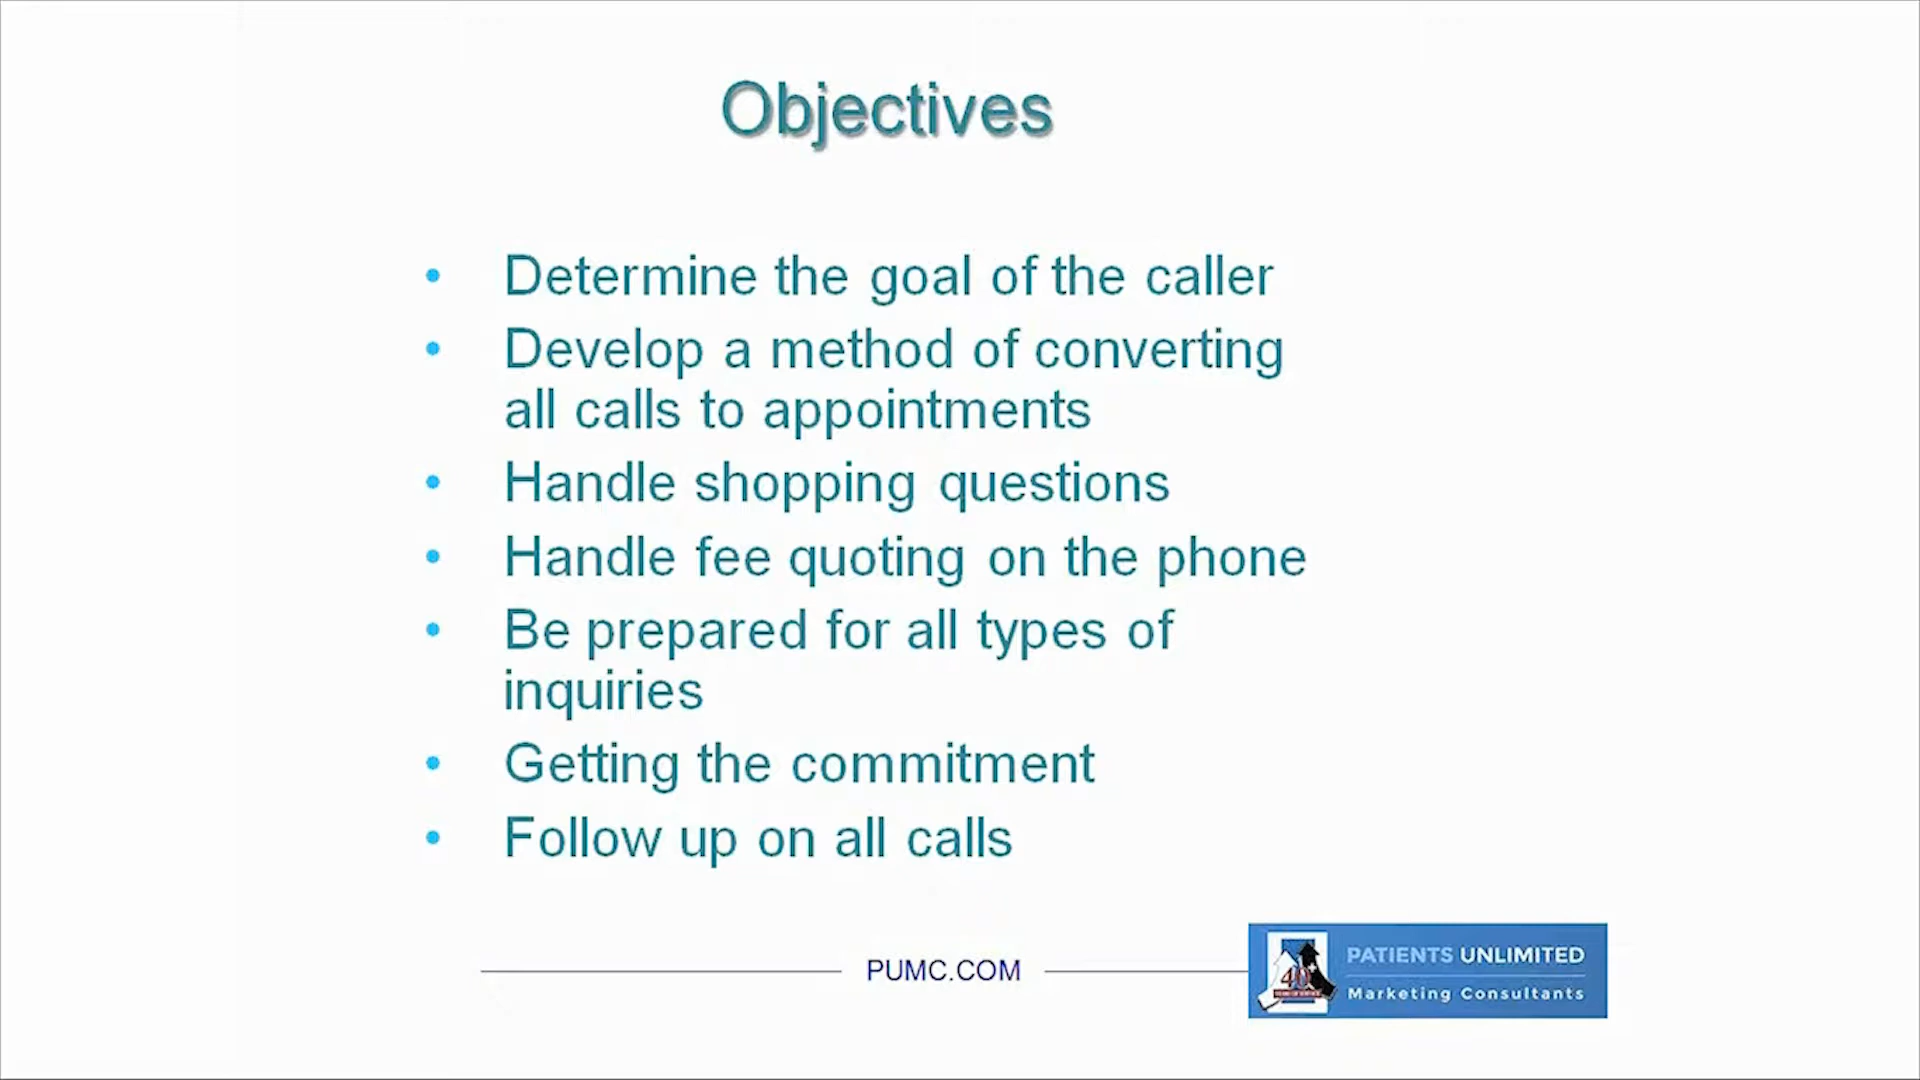 Objectives
• Determine the goal of the caller
• Develop a method of converting
all calls to appointments
• Handle shopping questions
• Handle fee quoting on the phone
• Be prepared for all types of
inquiries
• Getting the commitment
• Follow up on all calls
PUMC.COM
40
PATIENTS UNLIMITED
Marketing Consultants